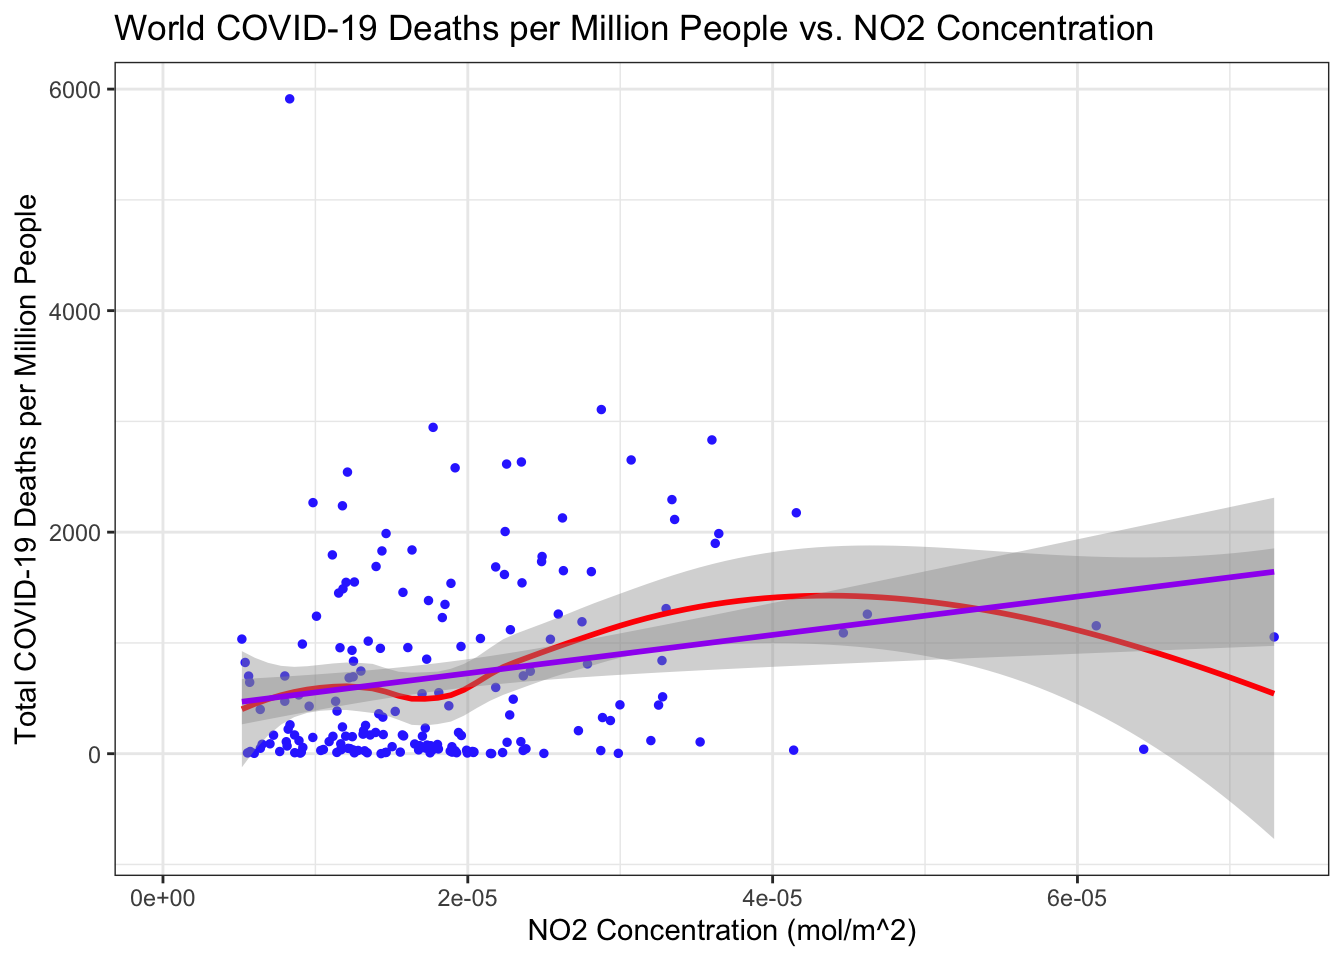 World COVID-19 Deaths per Million People vs. NO2 Concentration
Total COVID-19 Deaths per Million People
6000
4000
2000
0
0e+00
2e-05
4e-05
6e-05
NO2 Concentration (mol/m^2)